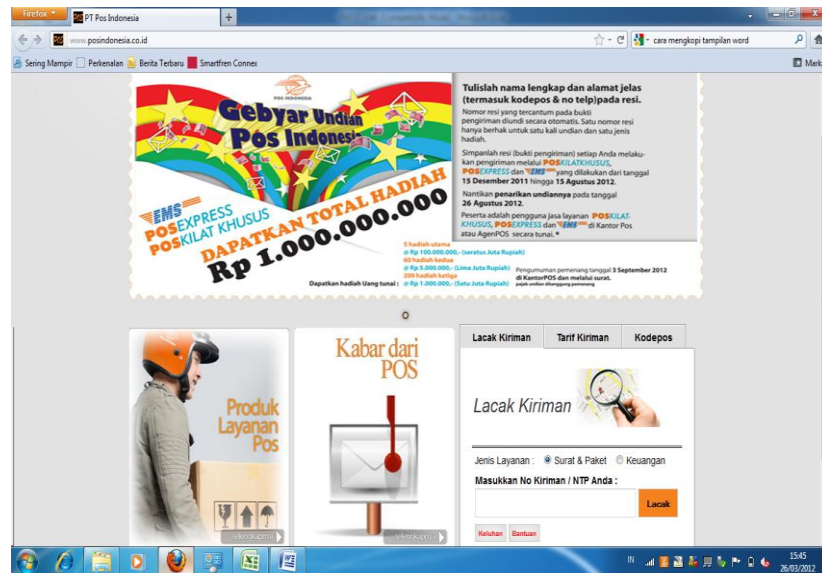 Firefox
PT Pos Indonesia
www.posindonesia.co.id
cara mengkopi tampilan word
Sering Mampir
Perkenalan
Berita Terbaru
Smartfren Connex
Mark
POS INDONESIA
Gebyar Undian
Pos Indonesia
EMS
POSEXPRESS
POSKILAT KHUSUS
DAPATKAN TOTAL HADIAH
Rp 1.000.000.000
5 hadiah utama
@ Rp 100.000.000,- (seratus Juta Rupiah)
60 hadiah kedua
@ Rp 5.000.000,- (Lima Juta Rupiah)
200 hadiah ketiga
Dapatkan hadiah Uang tunai : @ Rp 1.000.000,- (Satu Juta Rupiah)
Tulislah nama lengkap dan alamat jelas
(termasuk kodepos & no telp)pada resi.
Nomor resi yang tercantum pada bukti
pengiriman diundi secara otomatis. Satu nomor resi
hanya berhak untuk satu kali undian dan satu jenis
hadiah.
Simpanlah resi (bukti pengiriman) setiap Anda melaku-
kan pengiriman melalui POSKILATKHUSUS,
POSEXPRESS dan EMS yang dilakukan dari tanggal
15 Desember 2011 hingga 15 Agustus 2012.
Nantikan penarikan undiannya pada tanggal
26 Agustus 2012.
Peserta adalah pengguna jasa layanan POSKILAT-
KHUSUS, POSEXPRESS dan EMS di Kantor Pos
atau AgenPOS secara tunai.*
Pengumuman pemenang tanggal 3 September 2012
di KantorPOS dan melalui surat.
pajak undian ditanggung pemenang
Produk
Layanan
Pos
selengkapnya
Kabar dari
POS
selengkapnya
Lacak Kiriman
Tarif Kiriman
Kodepos
Lacak Kiriman
Jenis Layanan : Surat & Paket Keuangan
Masukkan No Kiriman / NTP Anda :
Lacak
Keluhan
Bantuan
IN
15:45
26/03/2012